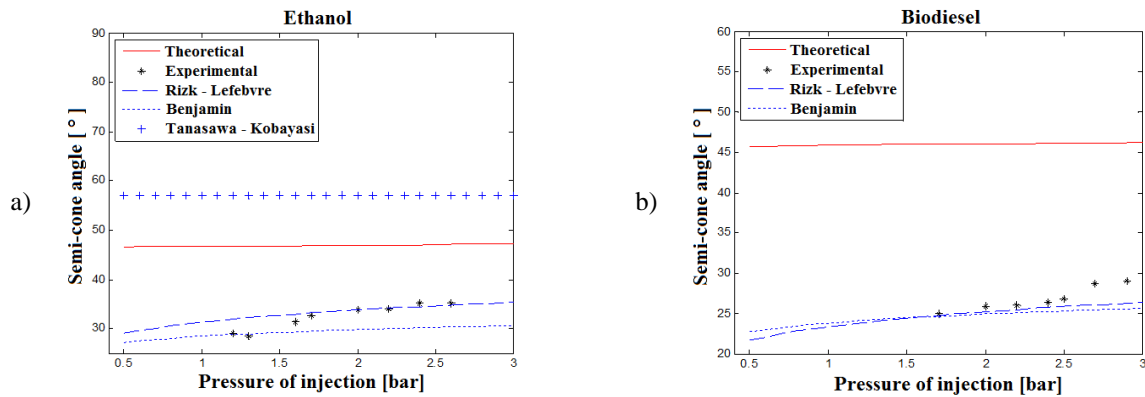 a)
Ethanol
Semi-cone angle [ ° ]
90
80
70
60
50
40
30
Theoretical
Experimental
Rizk - Lefebvre
Benjamin
Tanasawa - Kobayasi
0.5 1 1.5 2 2.5 3
Pressure of injection [bar]
b)
Biodiesel
Semi-cone angle [ ° ]
60
55
50
45
40
35
30
25
20
Theoretical
Experimental
Rizk - Lefebvre
Benjamin
0.5 1 1.5 2 2.5 3
Pressure of injection [bar]